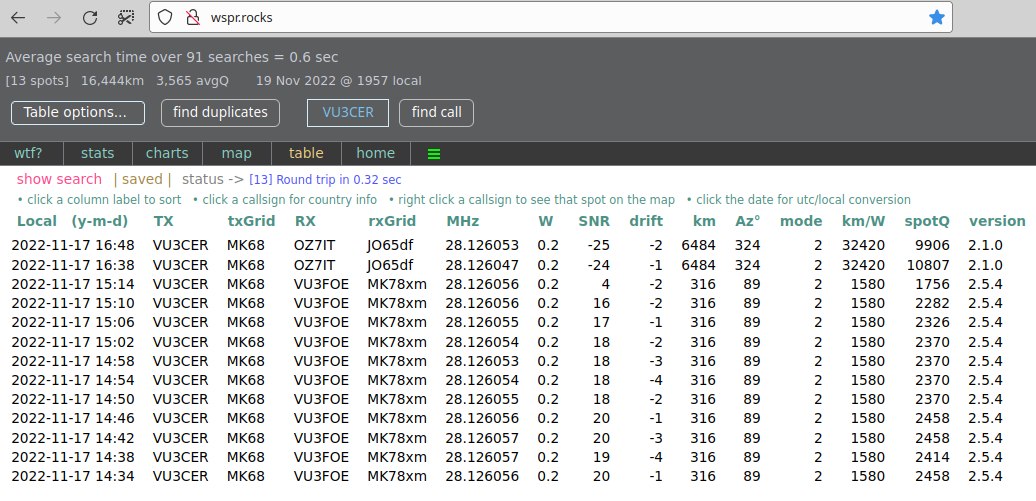 wspr.rocks
Average search time over 91 searches = 0.6 sec
[13 spots] 16,444km 3,565 avgQ 19 Nov 2022 @ 1957 local
Table options... find duplicates VU3CER find call
wtf? stats charts map table home
show search | saved | status -> [13] Round trip in 0.32 sec
• click a column label to sort • click a callsign for country info • right click a callsign to see that spot on the map • click the date for utc/local conversion
Local (y-m-d) TX txGrid RX rxGrid MHz W SNR drift km Az° mode km/W spotQ version
2022-11-17 16:48 VU3CER MK68 OZ7IT JO65df 28.126053 0.2 -25 -2 6484 324 2 32420 9906 2.1.0
2022-11-17 16:38 VU3CER MK68 OZ7IT JO65df 28.126047 0.2 -24 -1 6484 324 2 32420 10807 2.1.0
2022-11-17 15:14 VU3CER MK68 VU3FOE MK78xm 28.126056 0.2 4 -2 316 89 2 1580 1756 2.5.4
2022-11-17 15:10 VU3CER MK68 VU3FOE MK78xm 28.126056 0.2 16 -2 316 89 2 1580 2282 2.5.4
2022-11-17 15:06 VU3CER MK68 VU3FOE MK78xm 28.126055 0.2 17 -1 316 89 2 1580 2326 2.5.4
2022-11-17 15:02 VU3CER MK68 VU3FOE MK78xm 28.126054 0.2 18 -2 316 89 2 1580 2370 2.5.4
2022-11-17 14:58 VU3CER MK68 VU3FOE MK78xm 28.126053 0.2 18 -3 316 89 2 1580 2370 2.5.4
2022-11-17 14:54 VU3CER MK68 VU3FOE MK78xm 28.126054 0.2 18 -4 316 89 2 1580 2370 2.5.4
2022-11-17 14:50 VU3CER MK68 VU3FOE MK78xm 28.126055 0.2 18 -2 316 89 2 1580 2370 2.5.4
2022-11-17 14:46 VU3CER MK68 VU3FOE MK78xm 28.126056 0.2 20 -1 316 89 2 1580 2458 2.5.4
2022-11-17 14:42 VU3CER MK68 VU3FOE MK78xm 28.126057 0.2 20 -3 316 89 2 1580 2458 2.5.4
2022-11-17 14:38 VU3CER MK68 VU3FOE MK78xm 28.126057 0.2 19 -4 316 89 2 1580 2414 2.5.4
2022-11-17 14:34 VU3CER MK68 VU3FOE MK78xm 28.126056 0.2 20 -1 316 89 2 1580 2458 2.5.4